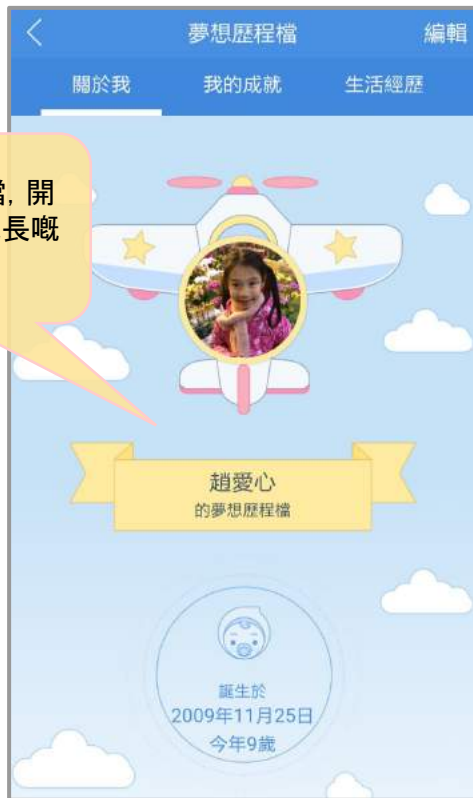 夢想歷程檔
編輯
關於我
我的成就
生活經歷
檔, 開
長嘅
趙愛心
的夢想歷程檔
誕生於
2009年11月25日
今年9歲